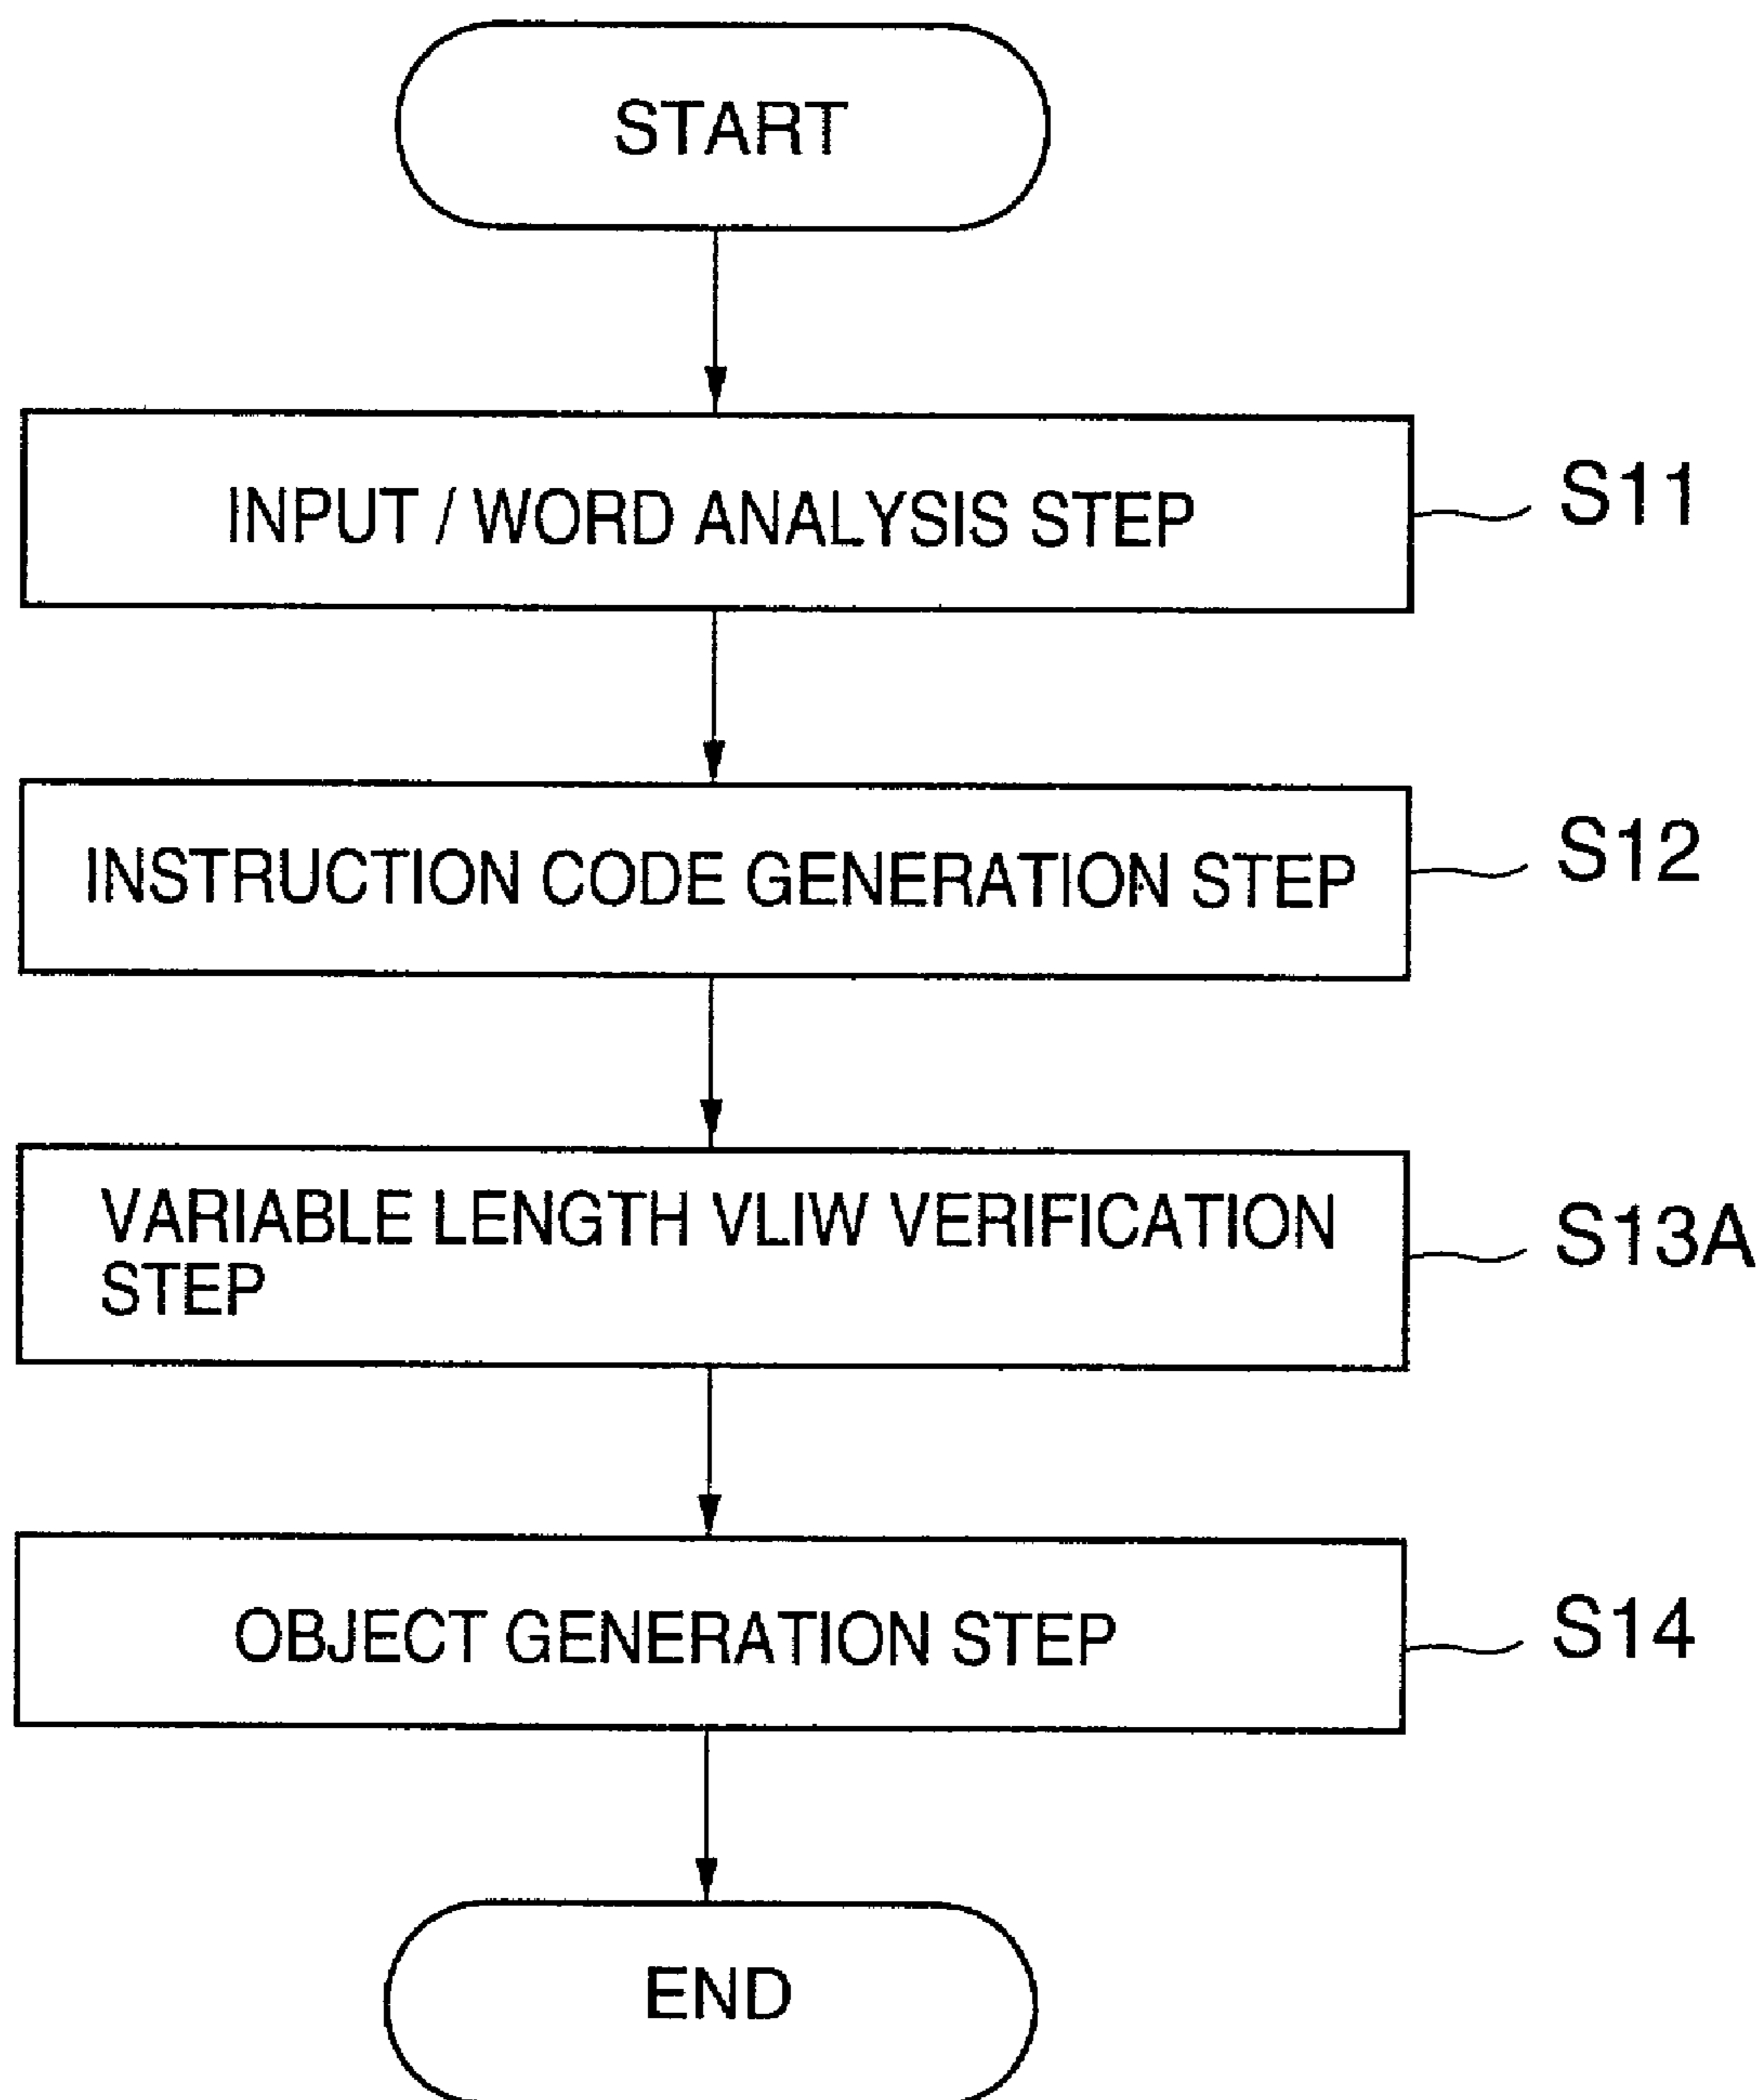 START
INPUT / WORD ANALYSIS STEP
S11
INSTRUCTION CODE GENERATION STEP
S12
VARIABLE LENGTH VLIW VERIFICATION
STEP
S13A
OBJECT GENERATION STEP
S14
END